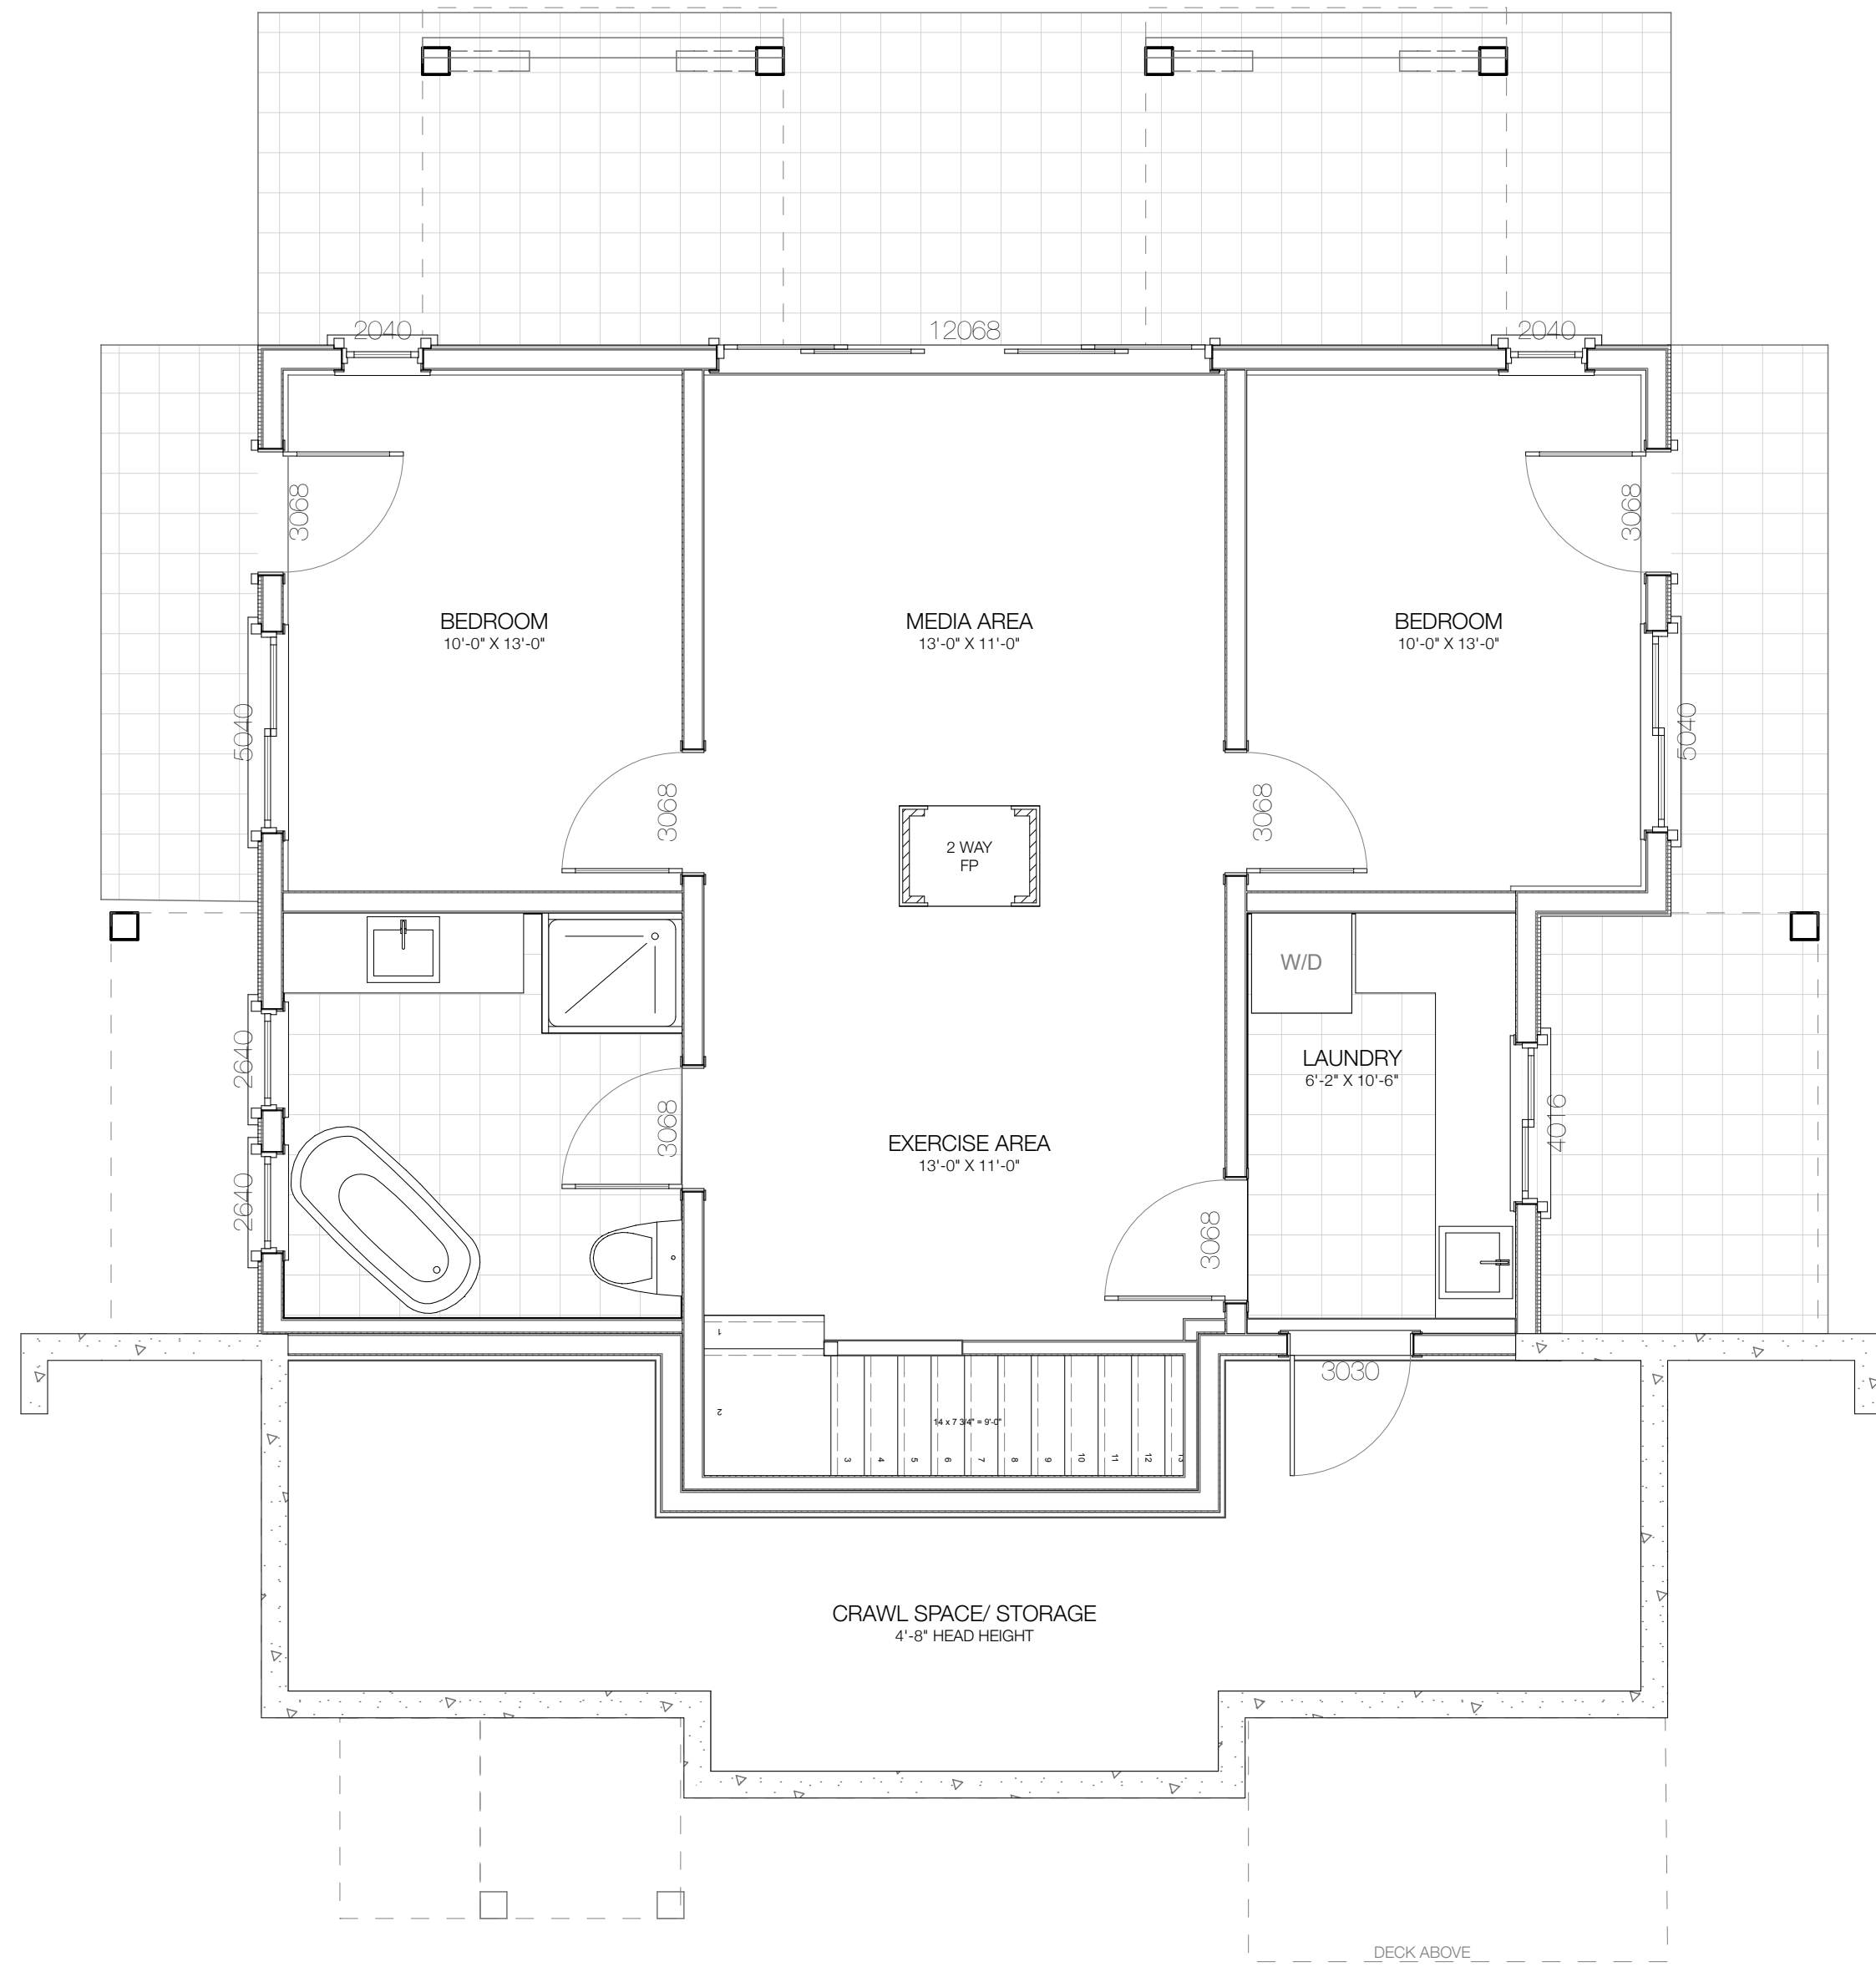 2040
12068
2040
3068
3068
BEDROOM
10'-0" X 13'-0"
MEDIA AREA
13'-0" X 11'-0"
BEDROOM
10'-0" X 13'-0"
5040
5040
3068
3068
2 WAY
FP
W/D
2640
LAUNDRY
6'-2" X 10'-6"
4016
3068
EXERCISE AREA
13'-0" X 11'-0"
2640
3068
1
3030
2
14 x 7 3/4" = 9'-0"
3
4
5
6
7
8
9
10
11
12
13
CRAWL SPACE/ STORAGE
4'-8" HEAD HEIGHT
DECK ABOVE